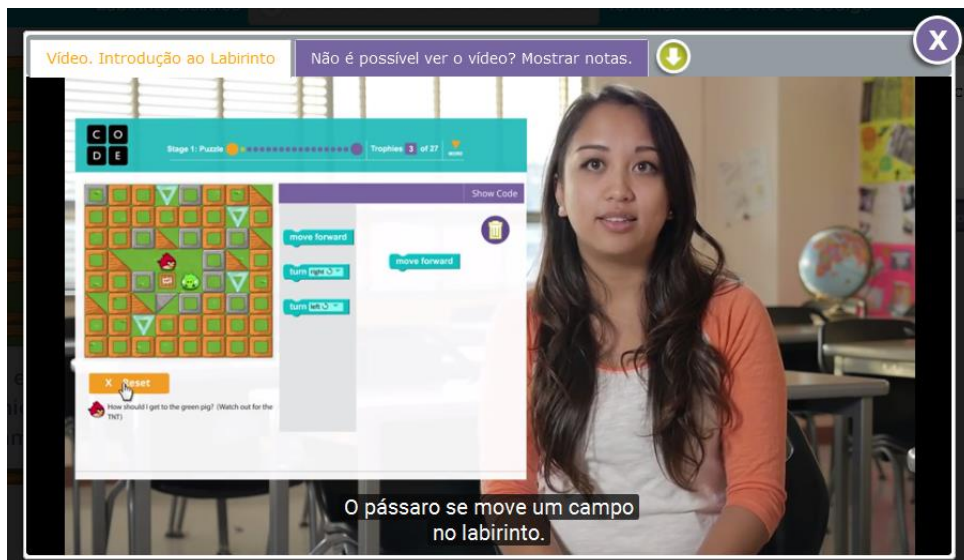 Vídeo. Introdução ao Labirinto
Não é possível ver o vídeo? Mostrar notas.
X
C O
D E
Stage 1: Puzzle
Trophies 3 of 27
Show Code
move forward
turn right
turn left
move forward
X Reset
How should I get to the green pig? (Watch out for the
TNT)
O pássaro se move um campo
no labirinto.